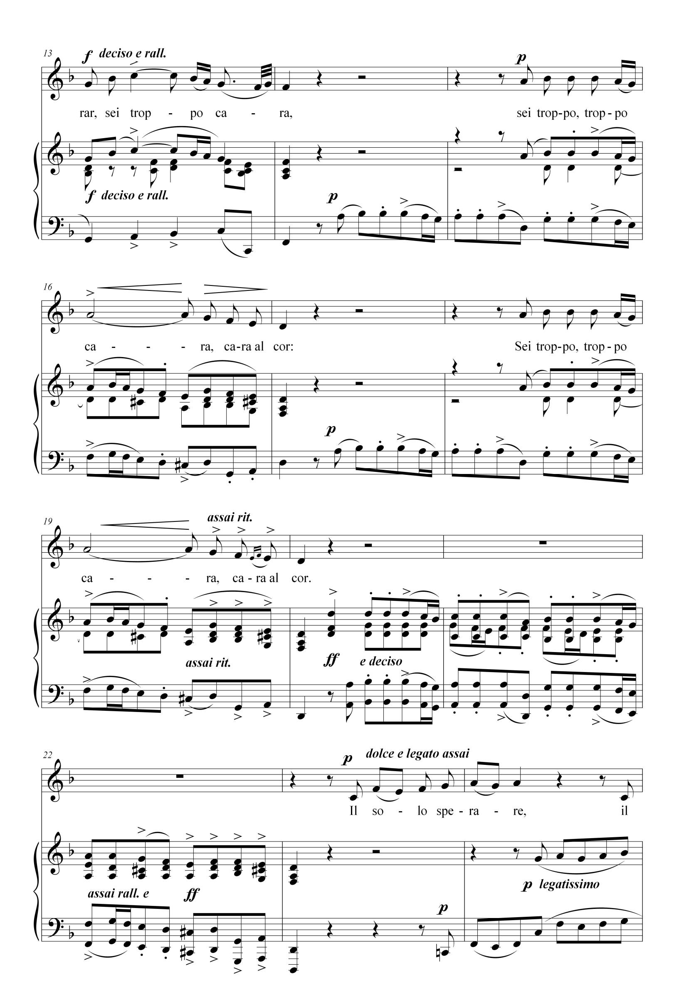 13
f deciso e rall.
rar, sei trop - po ca - ra,
p
sei trop-po, trop-po
f deciso e rall.
p
16
ca - - - ra, ca-ra al cor:
Sei trop-po, trop-po
p
19
assai rit.
ca - - - ra, ca-ra al cor.
assai rit.
ff e deciso
22
p dolce e legato assai
Il so - lo spe - ra - re, il
p legatissimo
assai rall. e ff
p